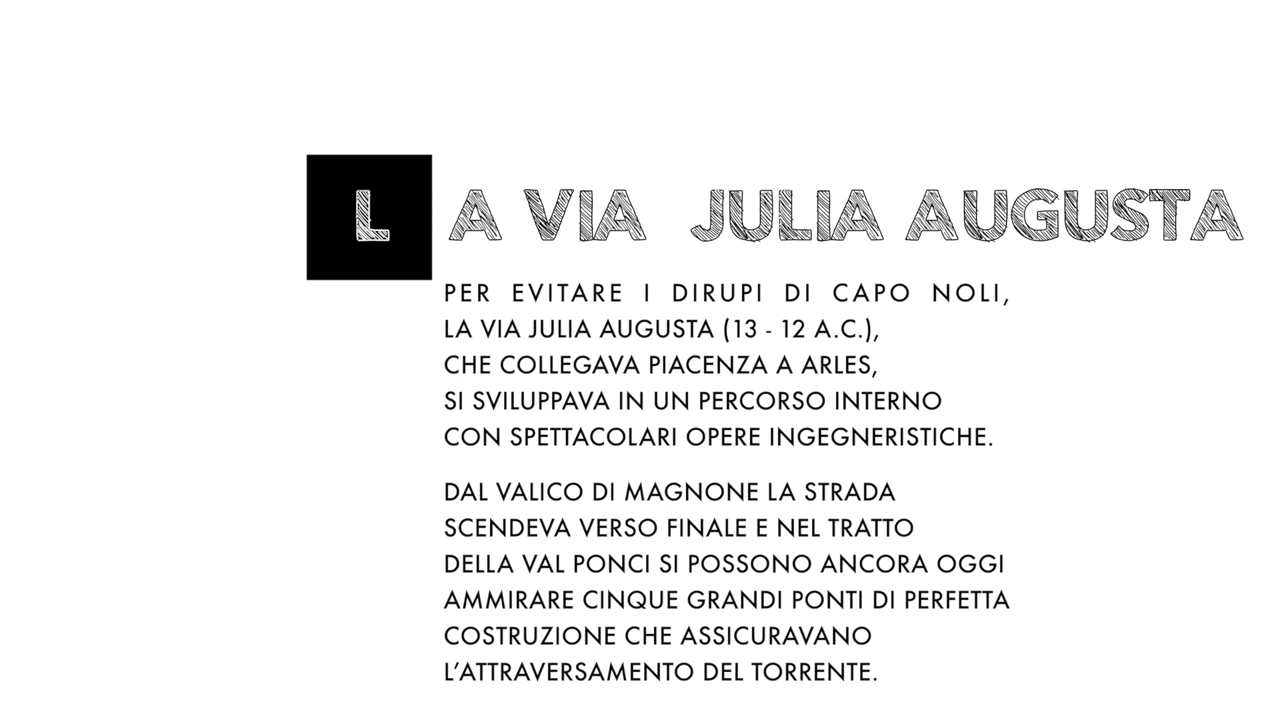 LA VIA JULIA AUGUSTA
PER EVITARE I DIRUPI DI CAPO NOLI,
LA VIA JULIA AUGUSTA (13 - 12 A.C.),
CHE COLLEGAVA PIACENZA A ARLES,
SI SVILUPPAVA IN UN PERCORSO INTERNO
CON SPETTACOLARI OPERE INGEGNERISTICHE.
DAL VALICO DI MAGNONE LA STRADA
SCENDEVA VERSO FINALE E NEL TRATTO
DELLA VAL PONCI SI POSSONO ANCORA OGGI
AMMIRARE CINQUE GRANDI PONTI DI PERFETTA
COSTRUZIONE CHE ASSICURAVANO
L’ATTRAVERSAMENTO DEL TORRENTE.